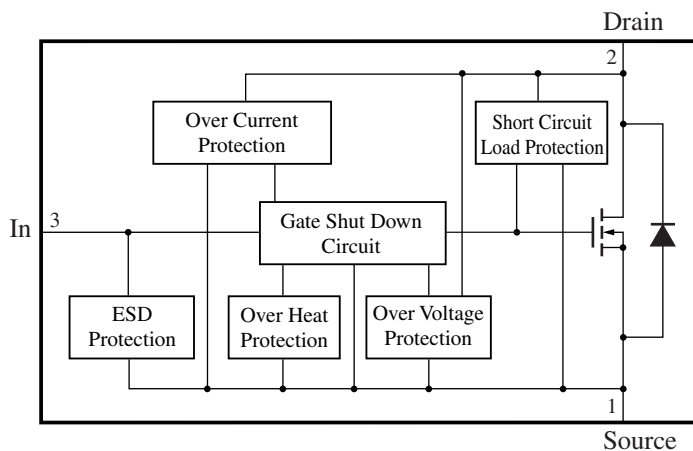 Drain
2
Over Current
Protection
Short Circuit
Load Protection
In
3
Gate Shut Down
Circuit
ESD
Protection
Over Heat
Protection
Over Voltage
Protection
1
Source